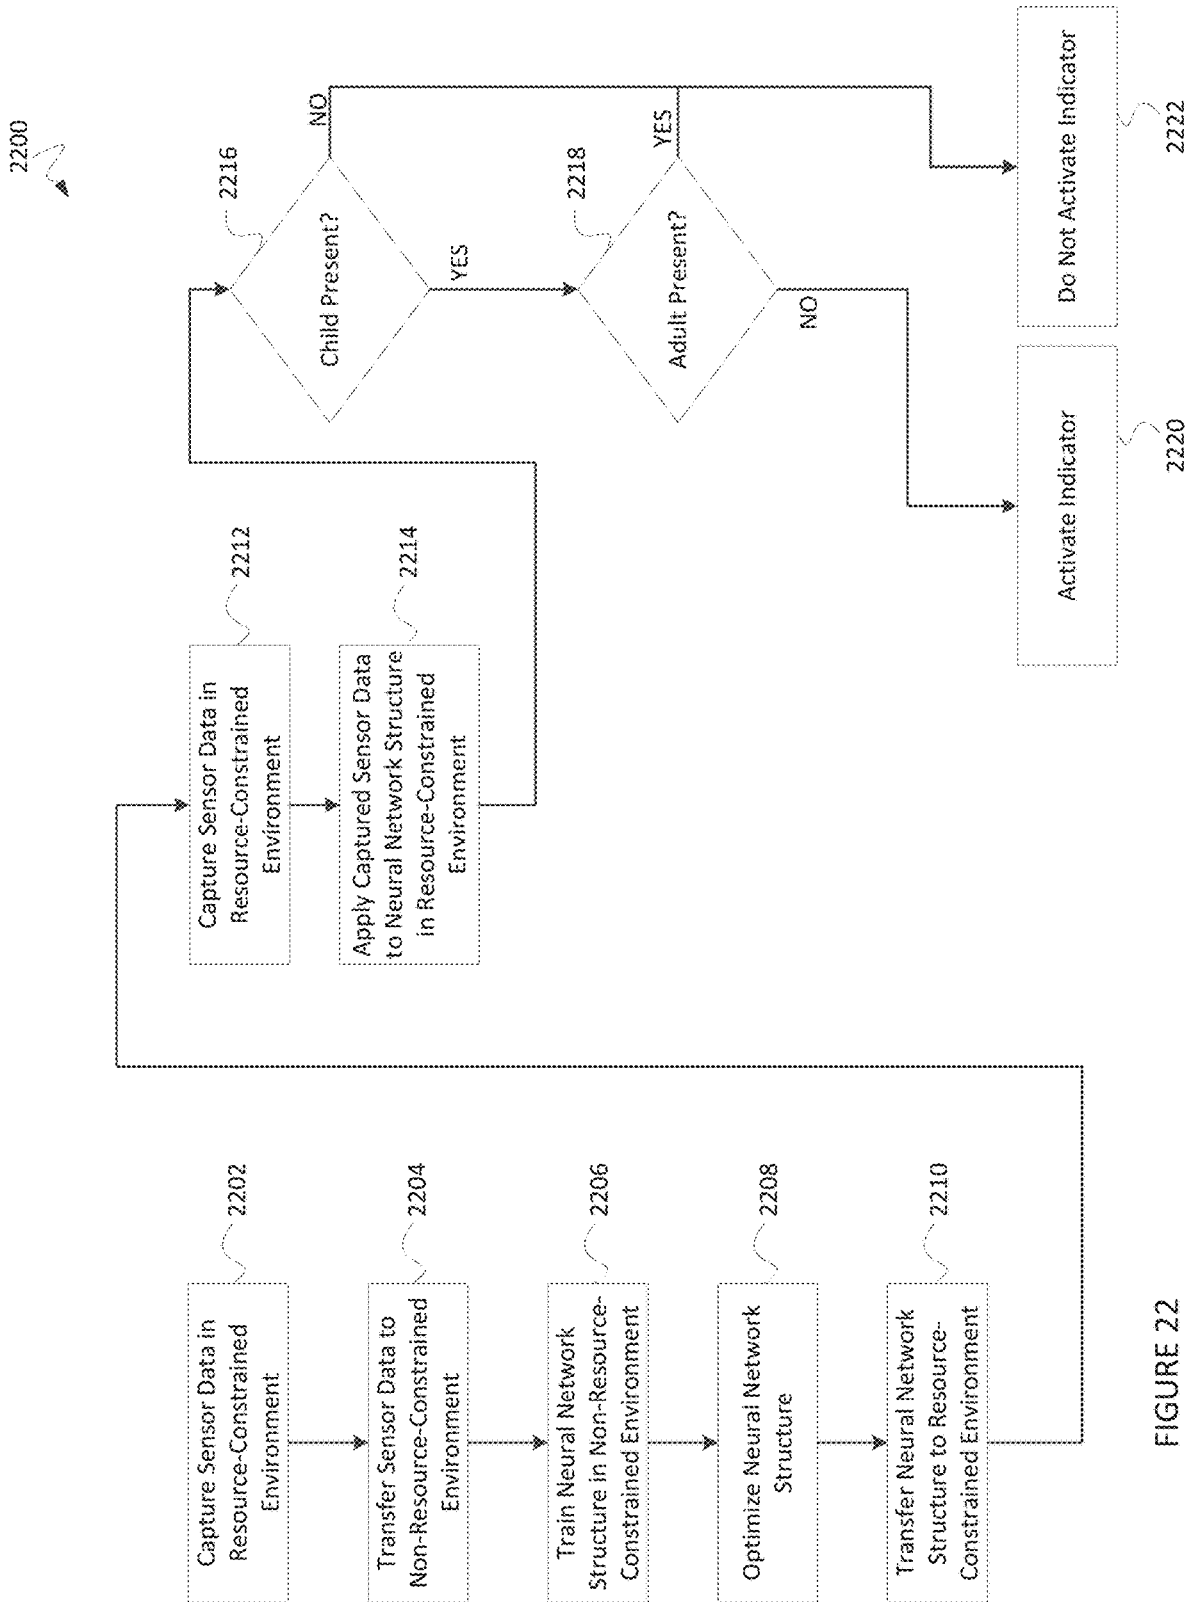 2200
Capture Sensor Data in
Resource-Constrained
Environment
2202
Transfer Sensor Data to
Non-Resource-Constrained
Environment
2204
Train Neural Network
Structure in Non-Resource-
Constrained Environment
2206
Optimize Neural Network
Structure
2208
Transfer Neural Network
Structure to Resource-
Constrained Environment
2210
Capture Sensor Data in
Resource-Constrained
Environment
2212
Apply Captured Sensor Data
to Neural Network Structure
in Resource-Constrained
Environment
2214
Child Present?
2216
NO
YES
Adult Present?
2218
YES
NO
Activate Indicator
2220
Do Not Activate Indicator
2222
FIGURE 22